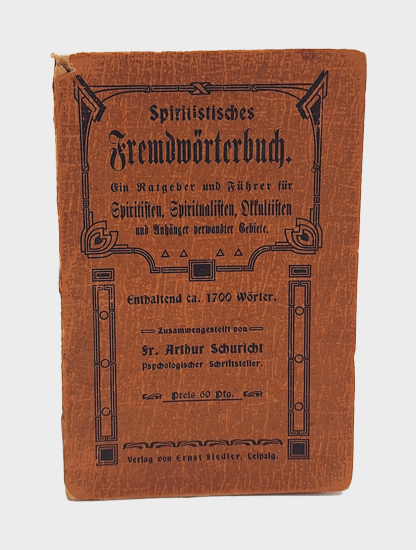 Spiritistisches
Fremdwörterbuch.
Ein Ratgeber und Führer für
Spiritisten, Spiritualisten, Okkultisten
und Anhänger verwandter Gebiete.
Enthaltend ca. 1700 Wörter.
Zusammengestellt von
Fr. Arthur Schuricht
Psychologischer Schriftsteller.
Preis 60 Pfg.
Verlag von Ernst Fiedler, Leipzig.